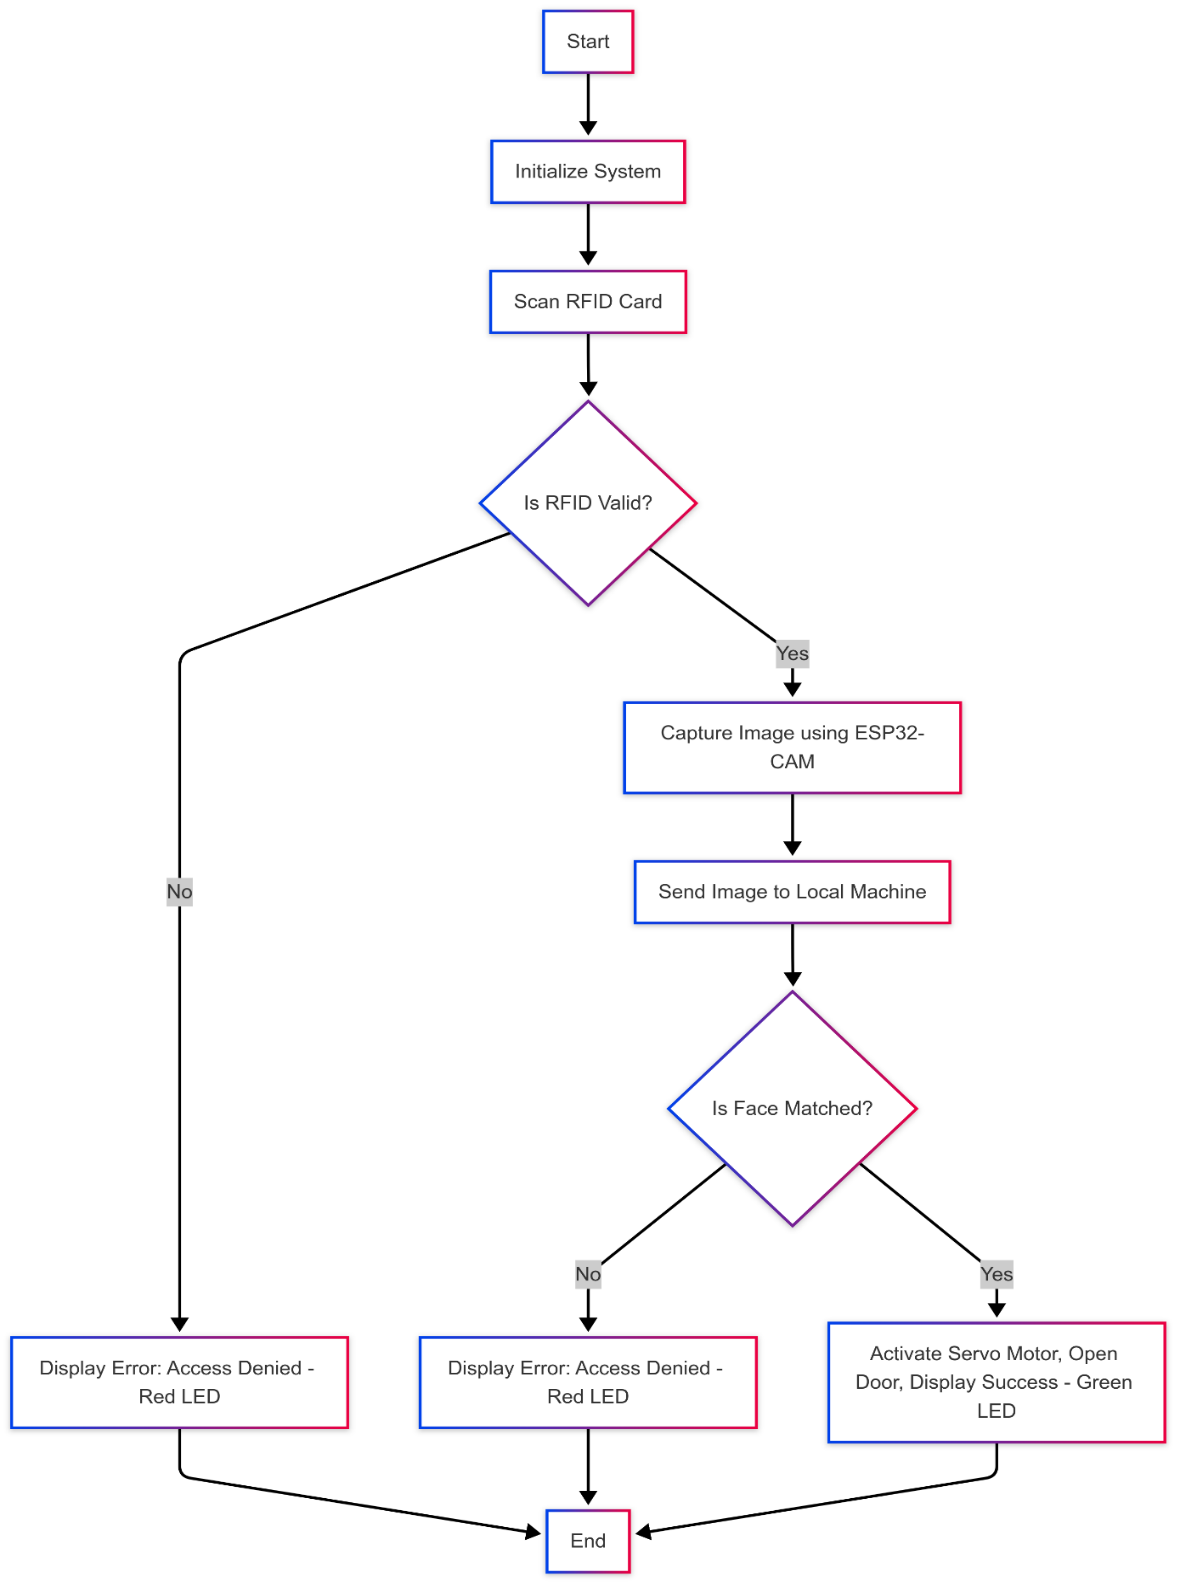 Start
Initialize System
Scan RFID Card
Is RFID Valid?
Yes
Capture Image using ESP32-
CAM
No
Send Image to Local Machine
Is Face Matched?
No
Yes
Display Error: Access Denied -
Red LED
Display Error: Access Denied -
Red LED
Activate Servo Motor, Open
Door, Display Success - Green
LED
End